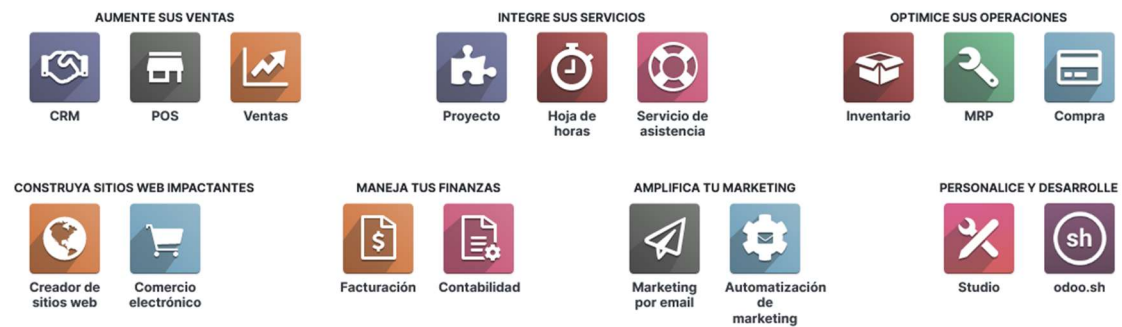 AUMENTE SUS VENTAS
CRM
POS
Ventas
INTEGRE SUS SERVICIOS
Proyecto
Hoja de
horas
Servicio de
asistencia
OPTIMICE SUS OPERACIONES
Inventario
MRP
Compra
CONSTRUYA SITIOS WEB IMPACTANTES
Creador de
sitios web
Comercio
electrónico
MANEJA TUS FINANZAS
$
Facturación
Contabilidad
AMPLIFICA TU MARKETING
Marketing
por email
Automatización
de
marketing
PERSONALICE Y DESARROLLE
Studio
sh
odoo.sh